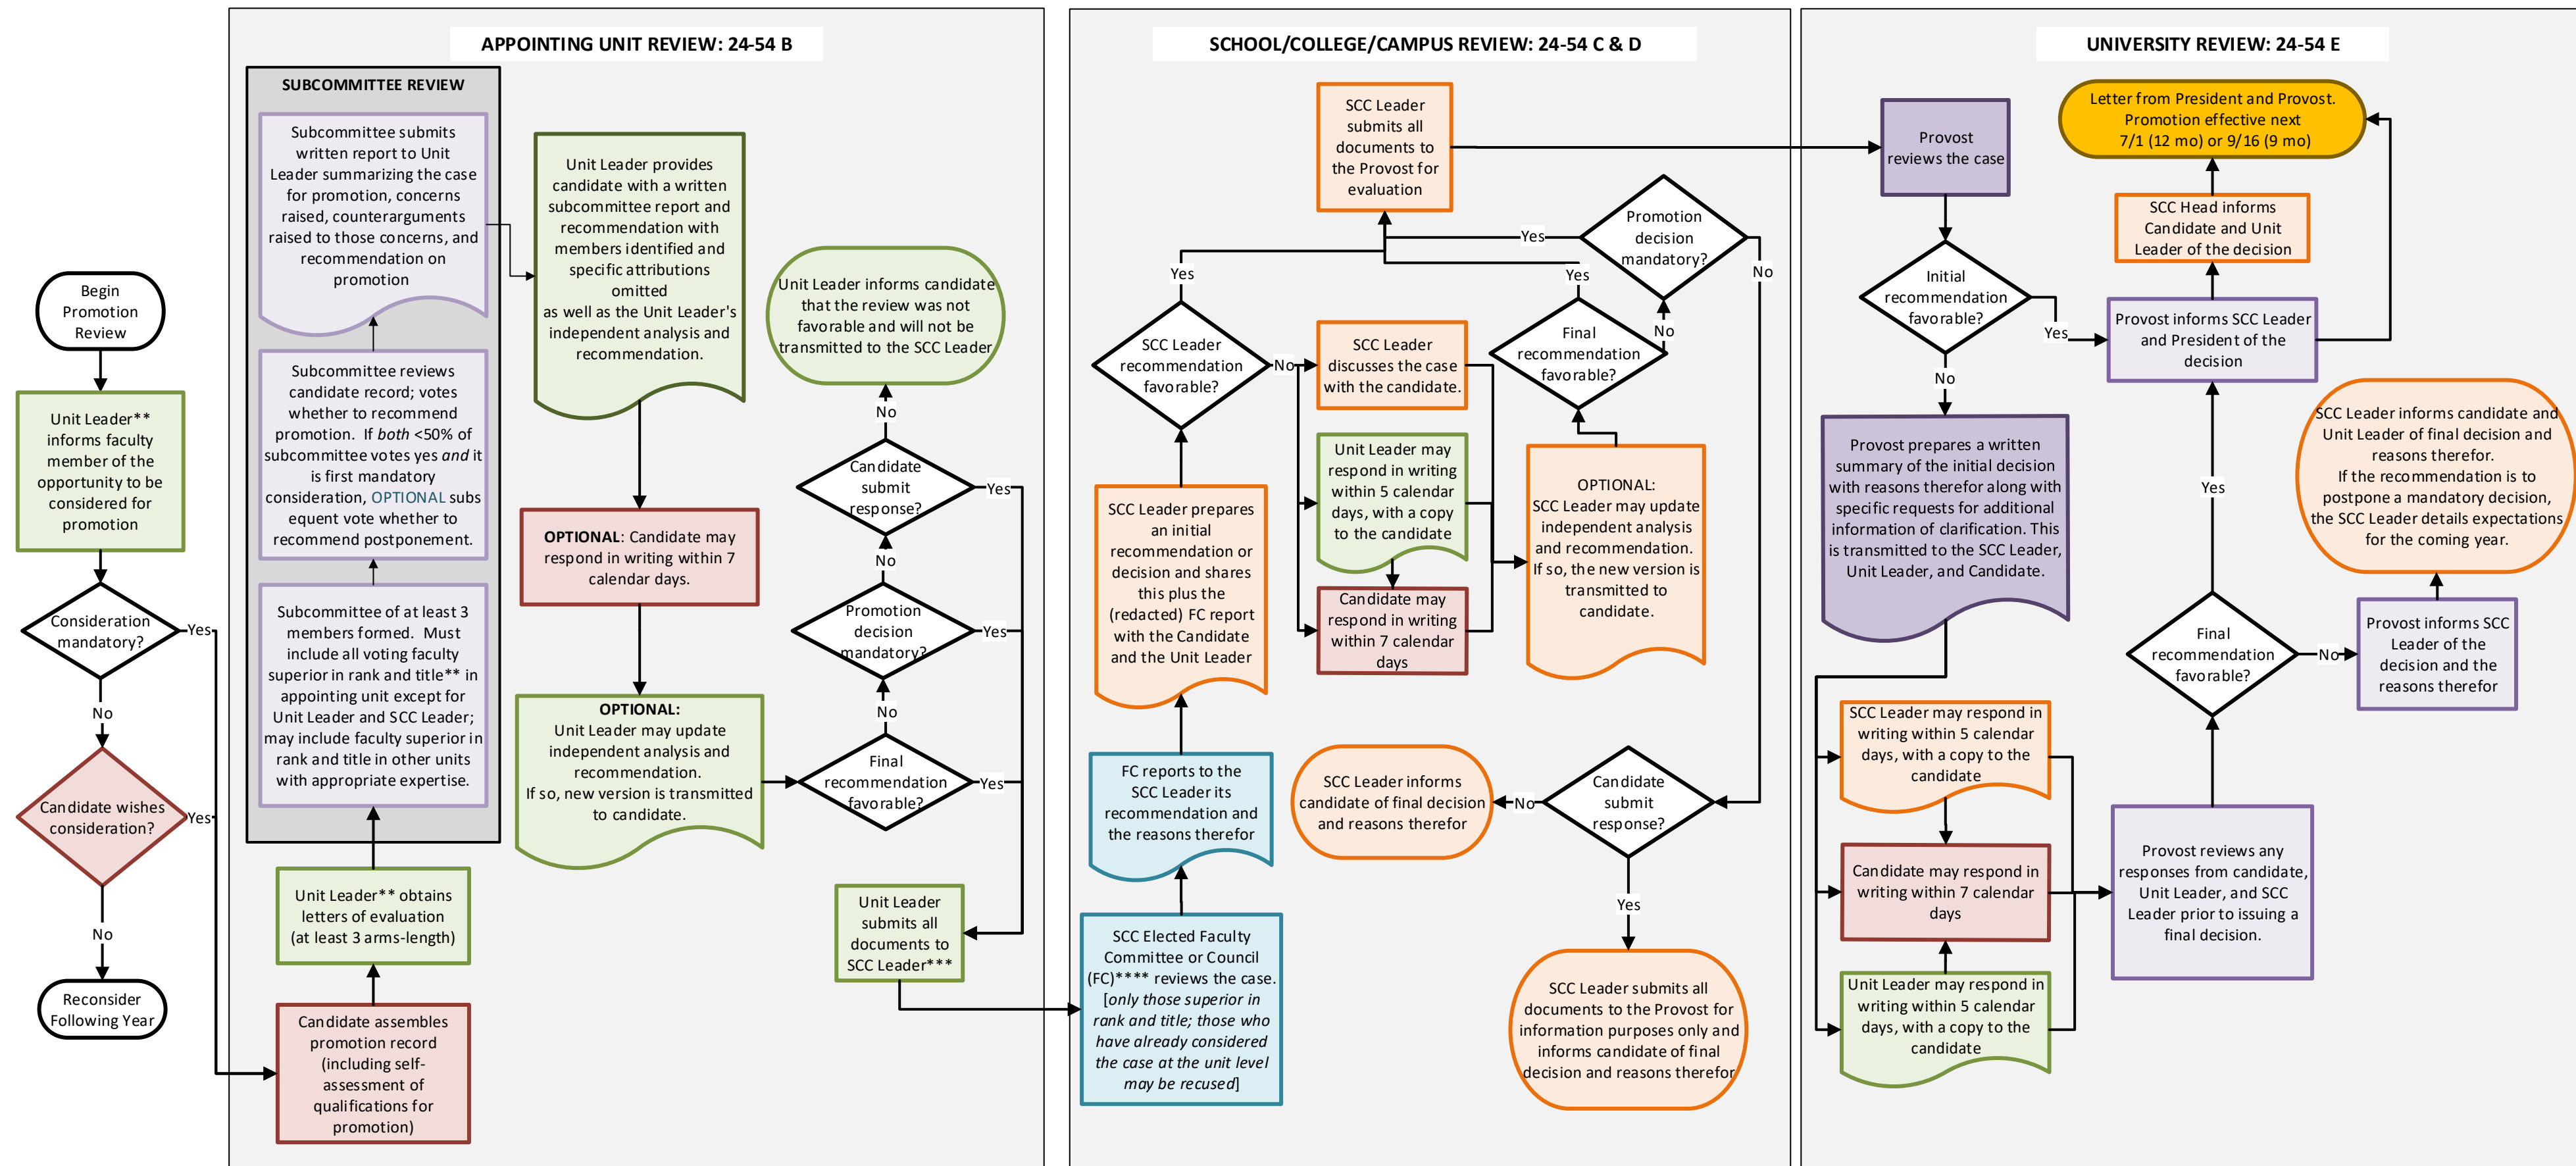 APPOINTING UNIT REVIEW: 24-54 B
SCHOOL/COLLEGE/CAMPUS REVIEW: 24-54 C & D
UNIVERSITY REVIEW: 24-54 E
Begin
Promotion
Review
Unit Leader**
informs faculty
member of the
opportunity to be
considered for
promotion
Consideration
mandatory?
Yes
No
Candidate wishes
consideration?
Yes
No
Reconsider
Following Year
SUBCOMMITTEE REVIEW
Subcommittee submits
written report to Unit
Leader summarizing the case
for promotion, concerns
raised, counterarguments
raised to those concerns, and
recommendation on
promotion
Subcommittee reviews
candidate record; votes
whether to recommend
promotion. If both <50% of
subcommittee votes yes and it
is first mandatory
consideration, OPTIONAL subs
equent vote whether to
recommend postponement.
Subcommittee of at least 3
members formed. Must
include all voting faculty
superior in rank and title** in
appointing unit except for
Unit Leader and SCC Leader;
may include faculty superior in
rank and title in other units
with appropriate expertise.
Unit Leader** obtains
letters of evaluation
(at least 3 arms-length)
Candidate assembles
promotion record
(including self-
assessment of
qualifications for
promotion)
Unit Leader provides
candidate with a written
subcommittee report and
recommendation with
members identified and
specific attributions
omitted
as well as the Unit Leader's
independent analysis and
recommendation.
OPTIONAL: Candidate may
respond in writing within 7
calendar days.
OPTIONAL:
Unit Leader may update
independent analysis and
recommendation.
If so, new version is transmitted
to candidate.
Unit Leader informs candidate
that the review was not
favorable and will not be
transmitted to the SCC Leader
No
Candidate
submit
response?
Yes
No
Promotion
decision
mandatory?
Yes
No
Final
recommendation
favorable?
Yes
Unit Leader
submits all
documents to
SCC Leader***
SCC Leader
submits all
documents to
the Provost for
evaluation
Promotion
decision
mandatory?
Yes
No
Yes
Yes
No
SCC Leader
recommendation
favorable?
No
SCC Leader
discusses the case
with the candidate.
Final
recommendation
favorable?
Unit Leader may
respond in writing
within 5 calendar
days, with a copy
to the candidate
Candidate may
respond in writing
within 7 calendar
days
OPTIONAL:
SCC Leader may update
independent analysis
and recommendation.
If so, the new version is
transmitted to
candidate.
SCC Leader prepares
an initial
recommendation or
decision and shares
this plus the
(redacted) FC report
with the Candidate
and the Unit Leader
FC reports to the
SCC Leader its
recommendation and
the reasons therefor
SCC Elected Faculty
Committee or Council
(FC)**** reviews the case.
[only those superior in
rank and title; those who
have already considered
the case at the unit level
may be recused]
SCC Leader informs
candidate of final decision
and reasons therefor
No
Candidate
submit
response?
Yes
SCC Leader submits all
documents to the Provost for
information purposes only and
informs candidate of final
decision and reasons therefor
Provost
reviews the case
Initial
recommendation
favorable?
Yes
No
Provost prepares a written
summary of the initial decision
with reasons therefor along with
specific requests for additional
information of clarification. This
is transmitted to the SCC Leader,
Unit Leader, and Candidate.
SCC Leader may respond in
writing within 5 calendar
days, with a copy to the
candidate
Candidate may respond in
writing within 7 calendar
days
Unit Leader may respond in
writing within 5 calendar
days, with a copy to the
candidate
Letter from President and Provost.
Promotion effective next
7/1 (12 mo) or 9/16 (9 mo)
SCC Head informs
Candidate and Unit
Leader of the decision
Provost informs SCC Leader
and President of the
decision
Yes
Final
recommendation
favorable?
No
Provost reviews any
responses from candidate,
Unit Leader, and SCC
Leader prior to issuing a
final decision.
SCC Leader informs candidate and
Unit Leader of final decision and
reasons therefor.
If the recommendation is to
postpone a mandatory decision,
the SCC Leader details expectations
for the coming year.
Provost informs SCC
Leader of the
decision and the
reasons therefor